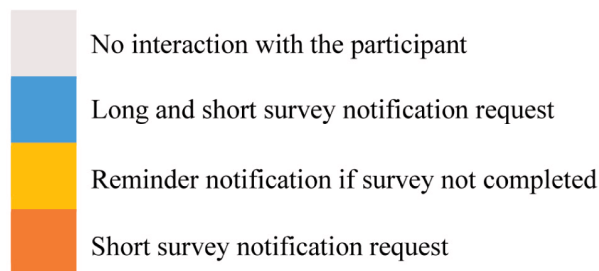 No interaction with the participant
Long and short survey notification request
Reminder notification if survey not completed
Short survey notification request